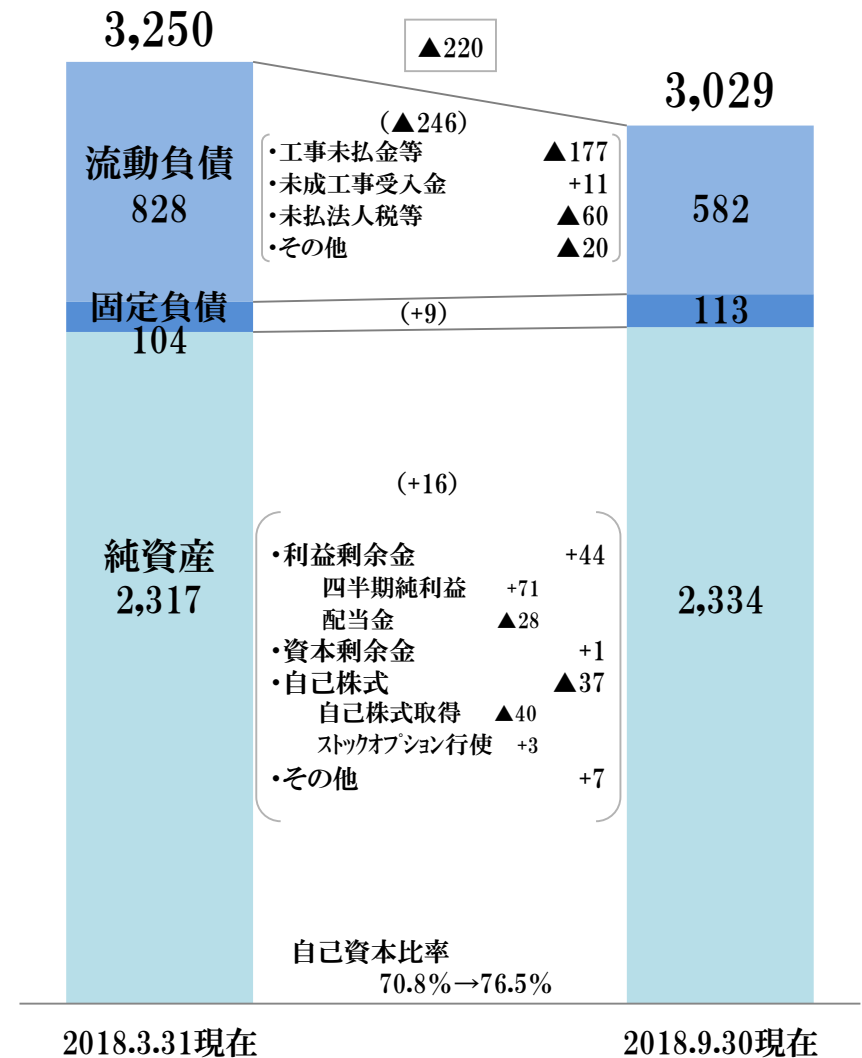 3,250
▲220
3,029
流動負債
828
(▲246)
・工事未払金等 ▲177
・未成工事受入金 +11
・未払法人税等 ▲60
・その他 ▲20
582
固定負債
104
(+9)
113
(+16)
純資産
2,317
・利益剰余金 +44
四半期純利益 +71
配当金 ▲28
・資本剰余金 +1
・自己株式 ▲37
自己株式取得 ▲40
ストックオプション行使 +3
・その他 +7
2,334
自己資本比率
70.8%→76.5%
2018.3.31現在
2018.9.30現在